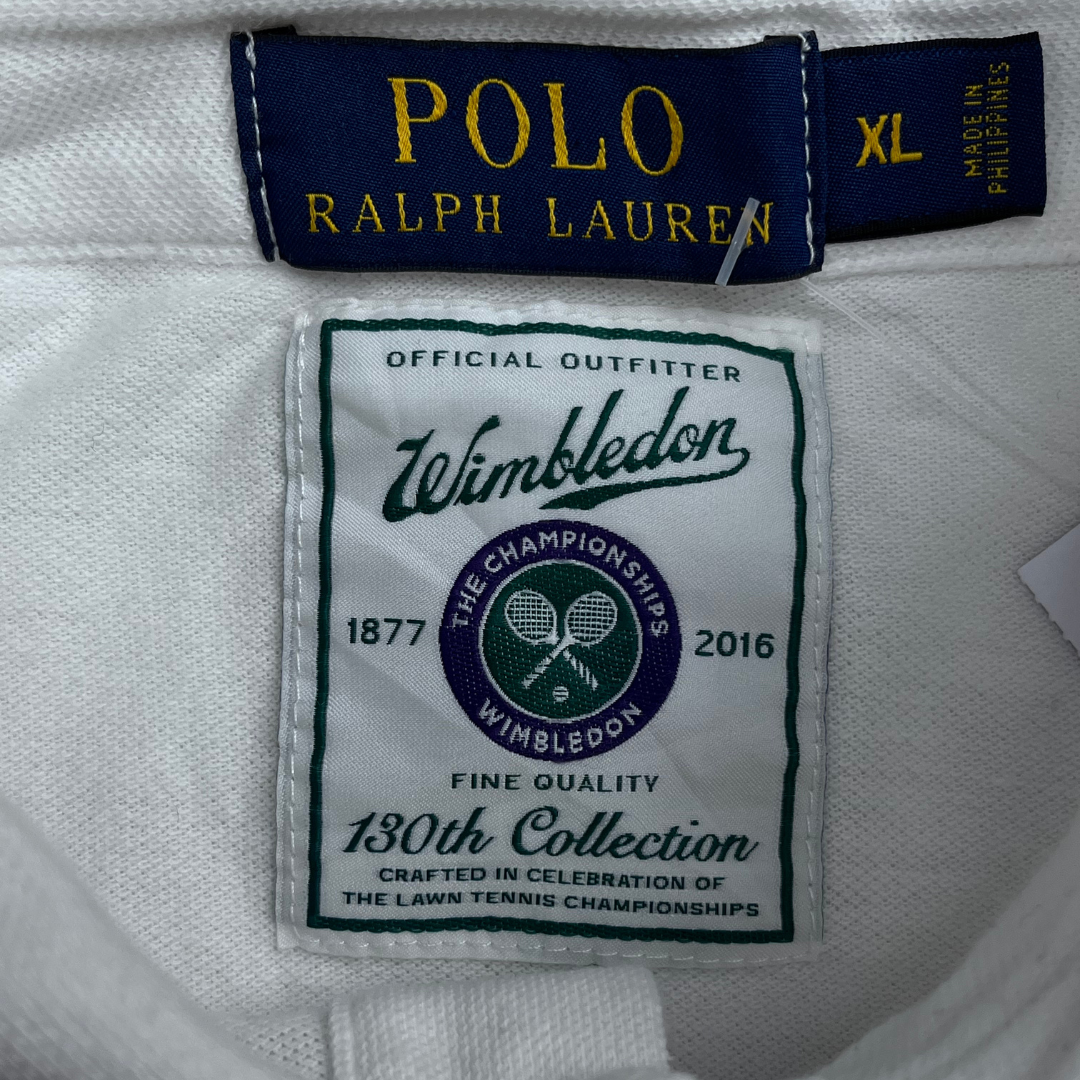 POLO
RALPH LAUREN
XL
MADE IN
PHILIPPINES
OFFICIAL OUTFITTER
Wimbledon
THE CHAMPIONSHIPS
1877
2016
WIMBLEDON
FINE QUALITY
130th Collection
CRAFTED IN CELEBRATION OF
THE LAWN TENNIS CHAMPIONSHIPS